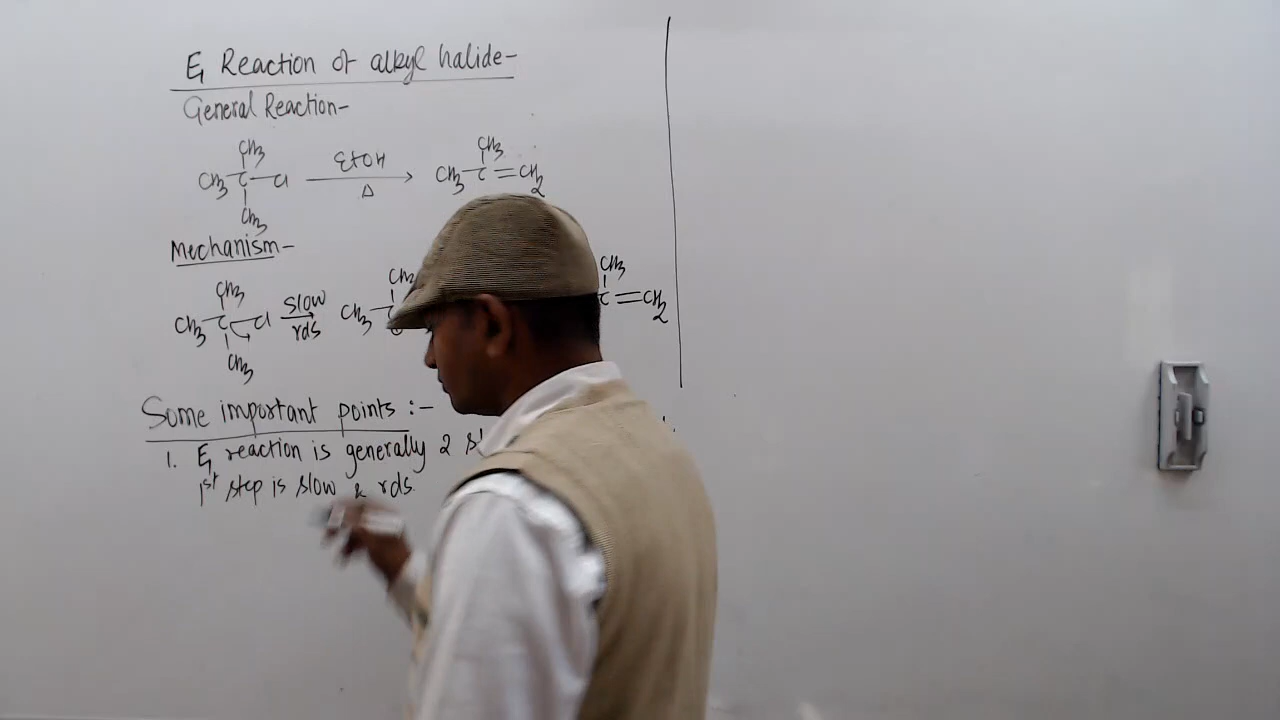 E1 Reaction of alkyl halide-
General Reaction-
CH3
CH3-C-Cl EtOH Δ CH3-C=CH2
CH3
CH3
Mechanism-
CH3 CH3 CH3
CH3-C-Cl slow rds CH3- C=CH2
CH3
Some important points :-
1. E1 reaction is generally 2
1st step is slow & rds.